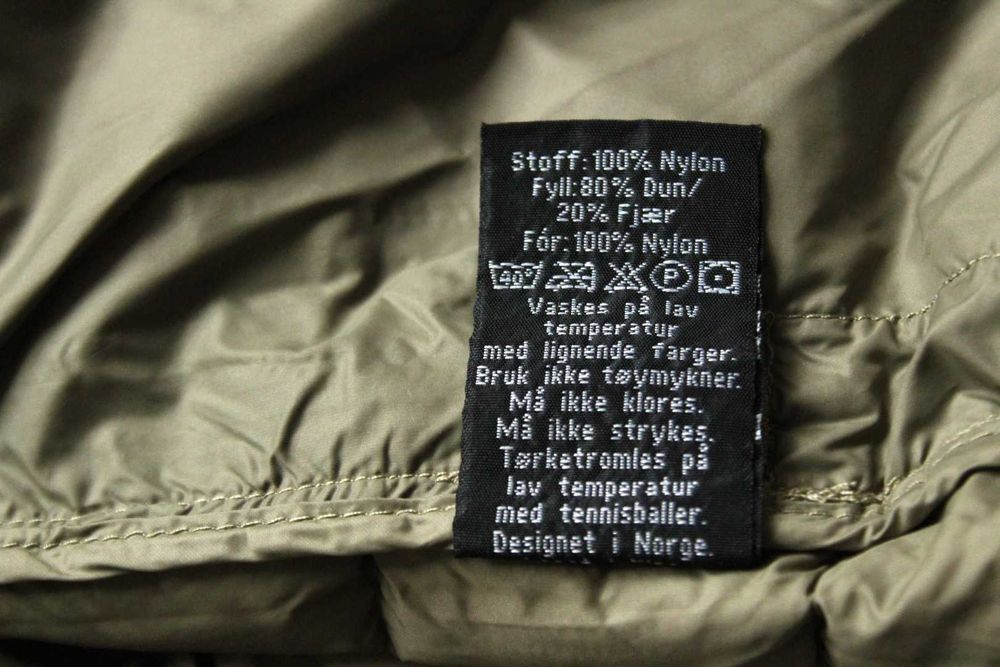 Stoff: 100% Nylon
Fyll: 80% Dun/
20% Fjær
Fór: 100% Nylon
40° P
Vaskes på lav
temperatur
med lignende farger.
Bruk ikke tøymykner.
Må ikke klores.
Må ikke strykes.
Tørketromles på
lav temperatur
med tennisballer.
Designet i Norge.